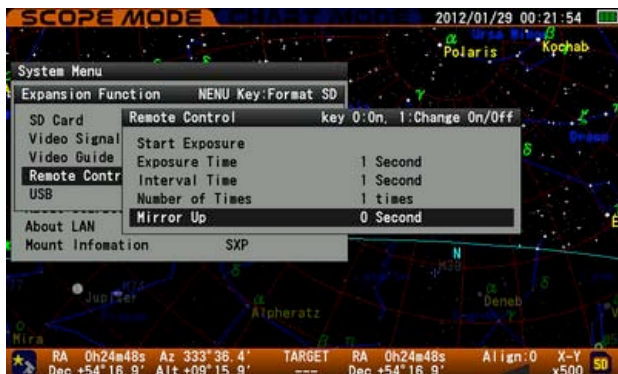 SCOPE MODE 2012/01/29 00:21:54
Ursa Minor
α β
Polaris Kochab
System Menu
γ
Expansion Function NENU Key:Format SD
SD Card
Remote Control key 0:On, 1:Change On/Off
Video Signal
Start Exposure
δ
Video Guide
Exposure Time 1 Second
Remote Contr
Interval Time 1 Second
USB
Number of Times 1 times
Mirror Up 0 Second
About LAN
Mount Infomation SXP
N
M39
δ
Jupiter
α
Alpheratz
α
Deneb
Mira
RA 0h24m48s Az 333°36.4' TARGET RA 0h24m48s Align:0 X-Y
Dec +54°16.9' Alt +09°15.9' --- Dec +54°16.9' x500 SD